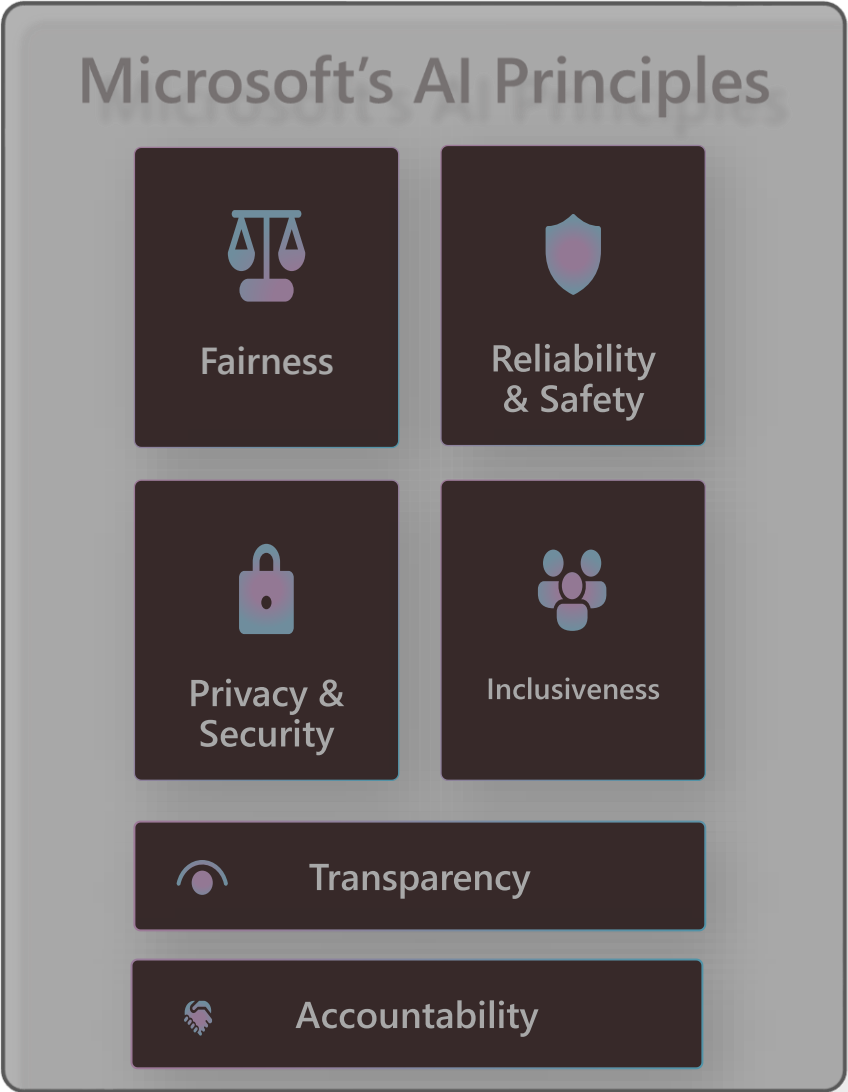 Microsoft’s AI Principles
Fairness
Reliability
& Safety
Privacy &
Security
Inclusiveness
Transparency
Accountability